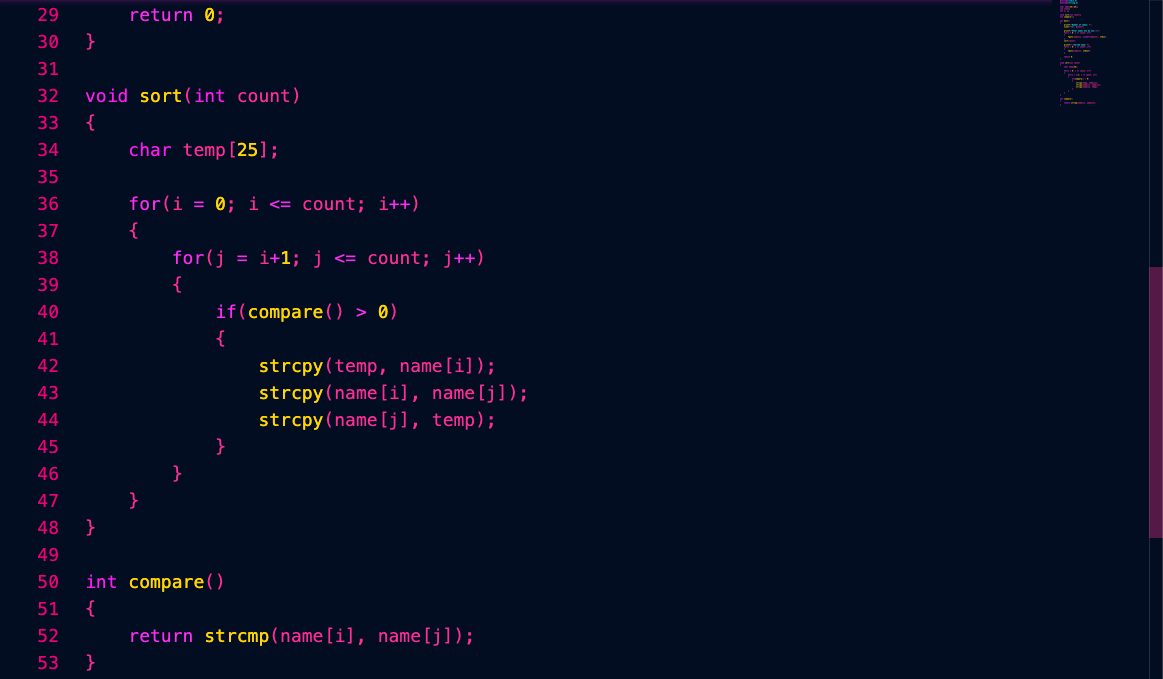 29 return 0;
30 }
31
32 void sort(int count)
33 {
34 char temp[25];
35
36 for(i = 0; i <= count; i++)
37 {
38 for(j = i+1; j <= count; j++)
39 {
40 if(compare() > 0)
41 {
42 strcpy(temp, name[i]);
43 strcpy(name[i], name[j]);
44 strcpy(name[j], temp);
45 }
46 }
47 }
48 }
49
50 int compare()
51 {
52 return strcmp(name[i], name[j]);
53 }